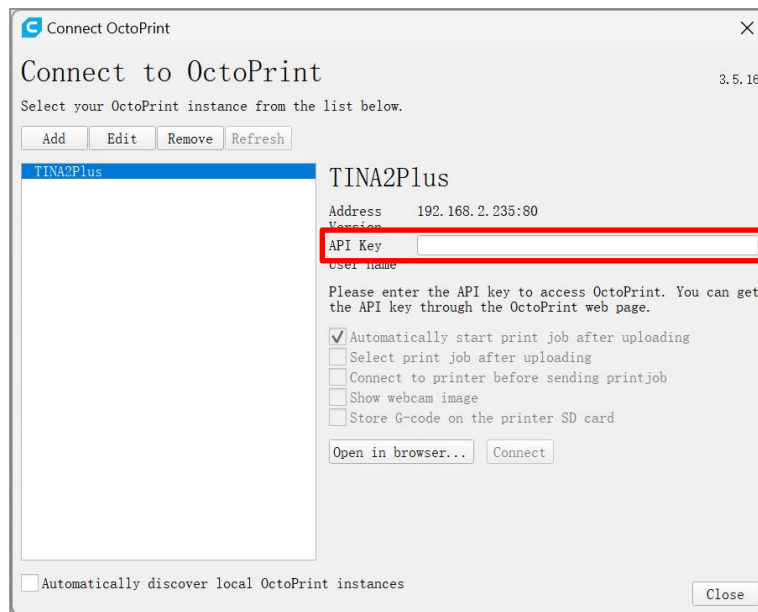 Connect OctoPrint
Connect to OctoPrint
3.5.16
Select your OctoPrint instance from the list below.
Add Edit Remove Refresh
TINA2Plus
TINA2Plus
Address 192.168.2.235:80
Version
API Key
User name
Please enter the API key to access OctoPrint. You can get
the API key through the OctoPrint web page.
Automatically start print job after uploading
Select print job after uploading
Connect to printer before sending printjob
Show webcam image
Store G-code on the printer SD card
Open in browser... Connect
Automatically discover local OctoPrint instances
Close